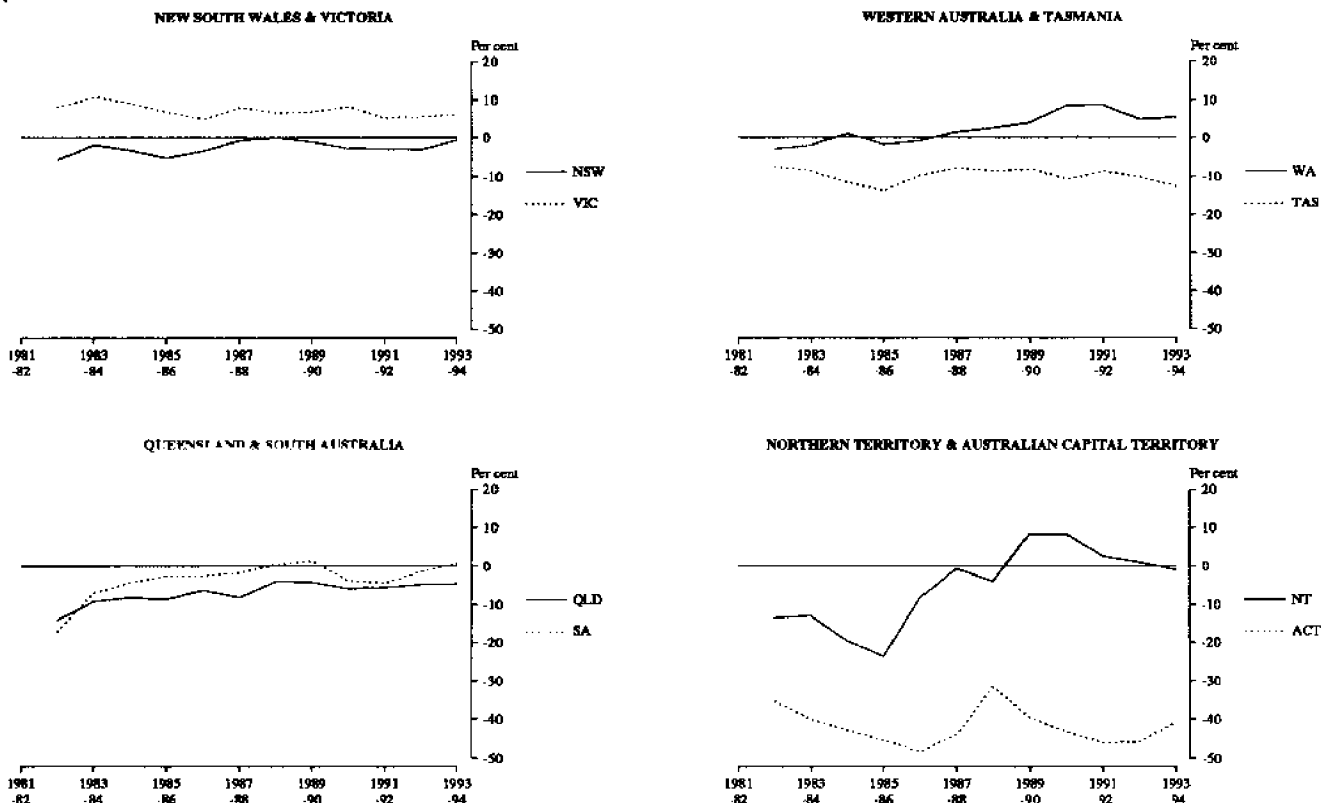 NEW SOUTH WALES & VICTORIA
Per cent
20
10
0
-10
-20
-30
-40
-50
NSW
VIC
1981 1983 1985 1987 1989 1991 1993
-82 -84 -86 -88 -90 -92 -94
WESTERN AUSTRALIA & TASMANIA
Per cent
20
10
0
-10
-20
-30
-40
-50
WA
TAS
1981 1983 1985 1987 1989 1991 1993
-82 -84 -86 -88 -90 -92 -94
QUEENSLAND & SOUTH AUSTRALIA
Per cent
20
10
0
-10
-20
-30
-40
-50
QLD
SA
1981 1983 1985 1987 1989 1991 1993
-82 -84 -86 -88 -90 -92 -94
NORTHERN TERRITORY & AUSTRALIAN CAPITAL TERRITORY
Per cent
20
10
0
-10
-20
-30
-40
-50
NT
ACT
1981 1983 1985 1987 1989 1991 1993
-82 -84 -86 -88 -90 -92 -94